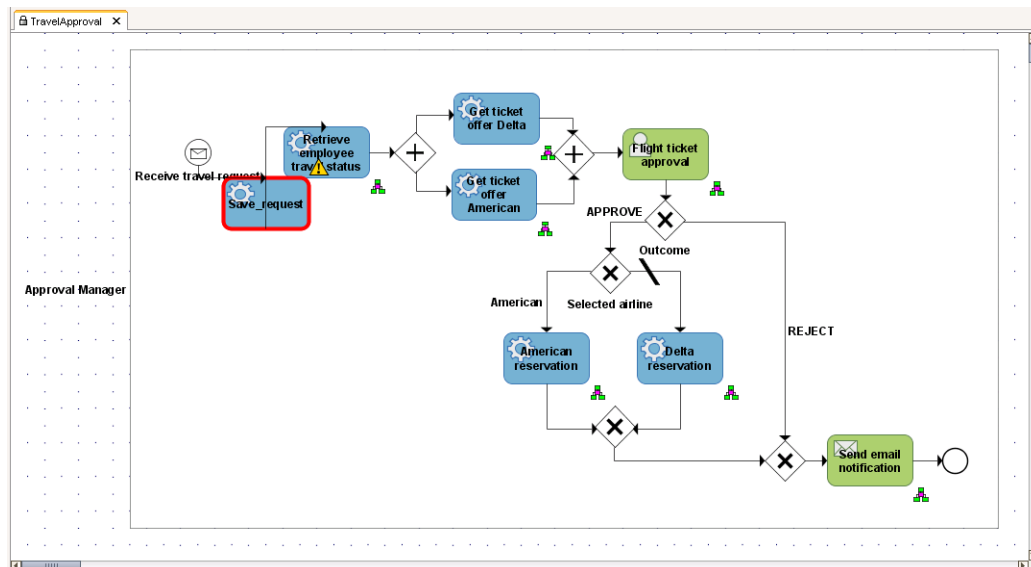 TravelApproval
Get ticket
offer Delta
Retrieve
employee
travel status
Flight ticket
approval
Receive travel request
Get ticket
offer
American
Save_request
APPROVE
Outcome
Approval Manager
American
Selected airline
REJECT
American
reservation
Delta
reservation
Send email
notification